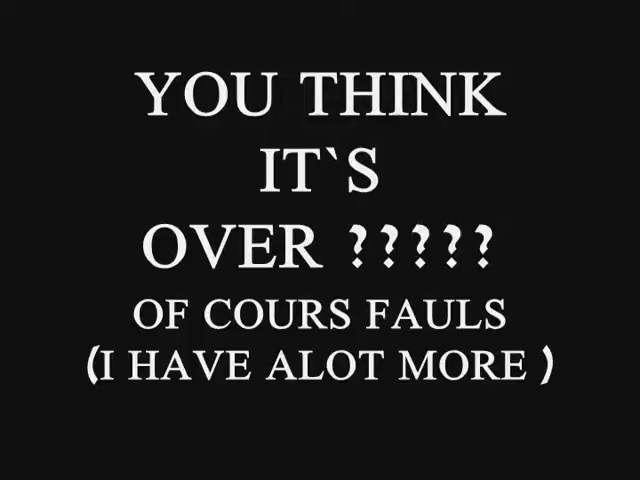 YOU THINK
IT`S
OVER ?????
OF COURS FAULS
(I HAVE ALOT MORE )